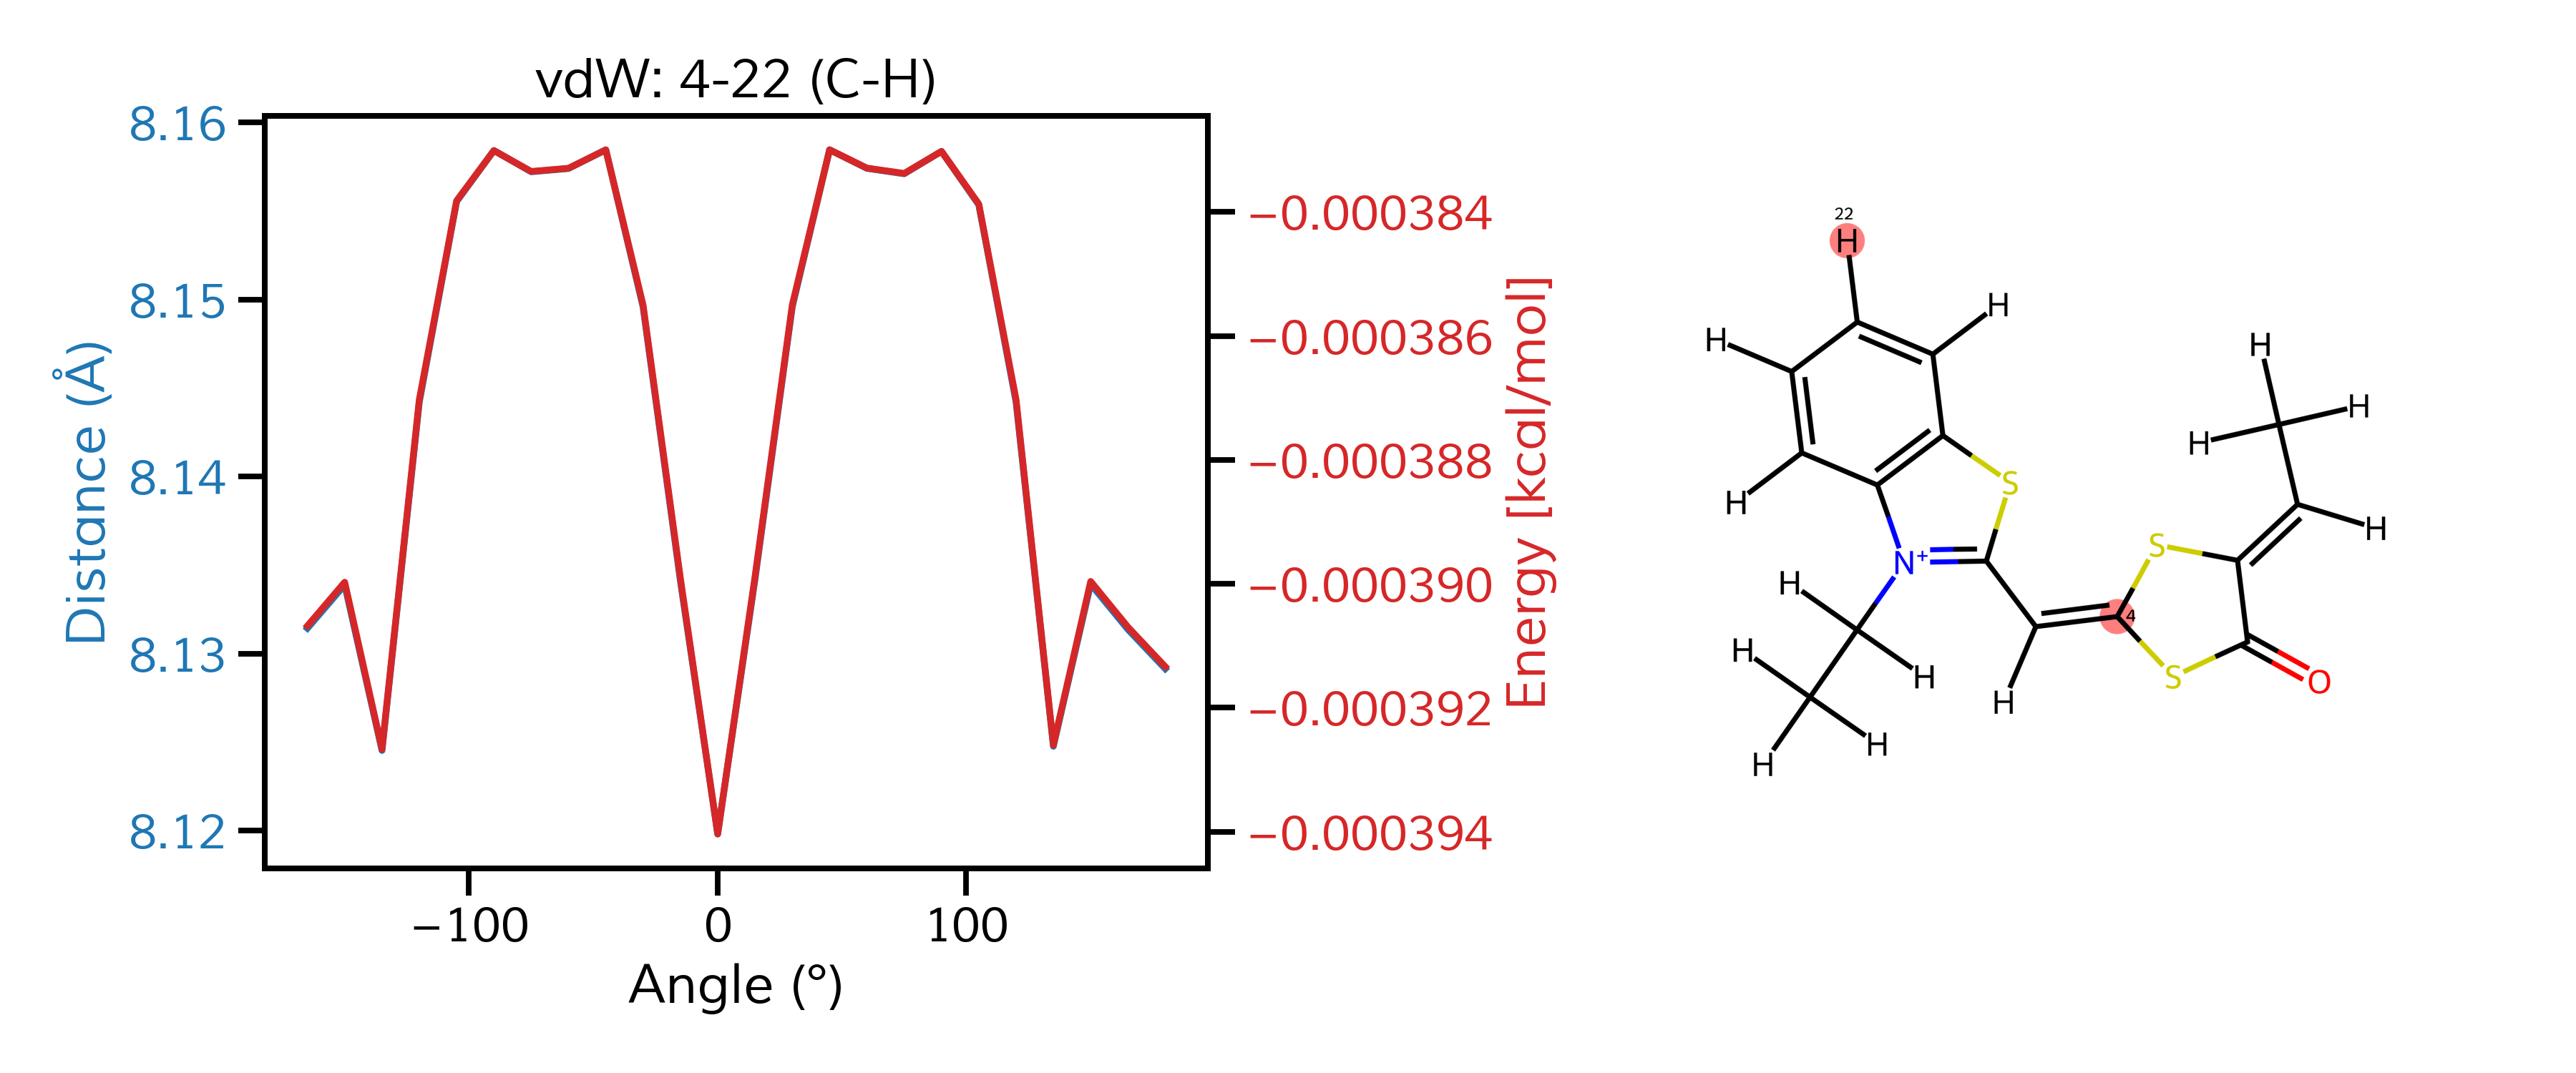 vdW: 4-22 (C-H)
8.16
8.15
8.14
8.13
8.12
Distance (Å)
−100
0
100
Angle (°)
−0.000384
−0.000386
−0.000388
−0.000390
−0.000392
−0.000394
Energy [kcal/mol]
22
H
H
H
H
H
H
S
H
S
H
N⁺
H
4
H
H
S
O
H
H
H